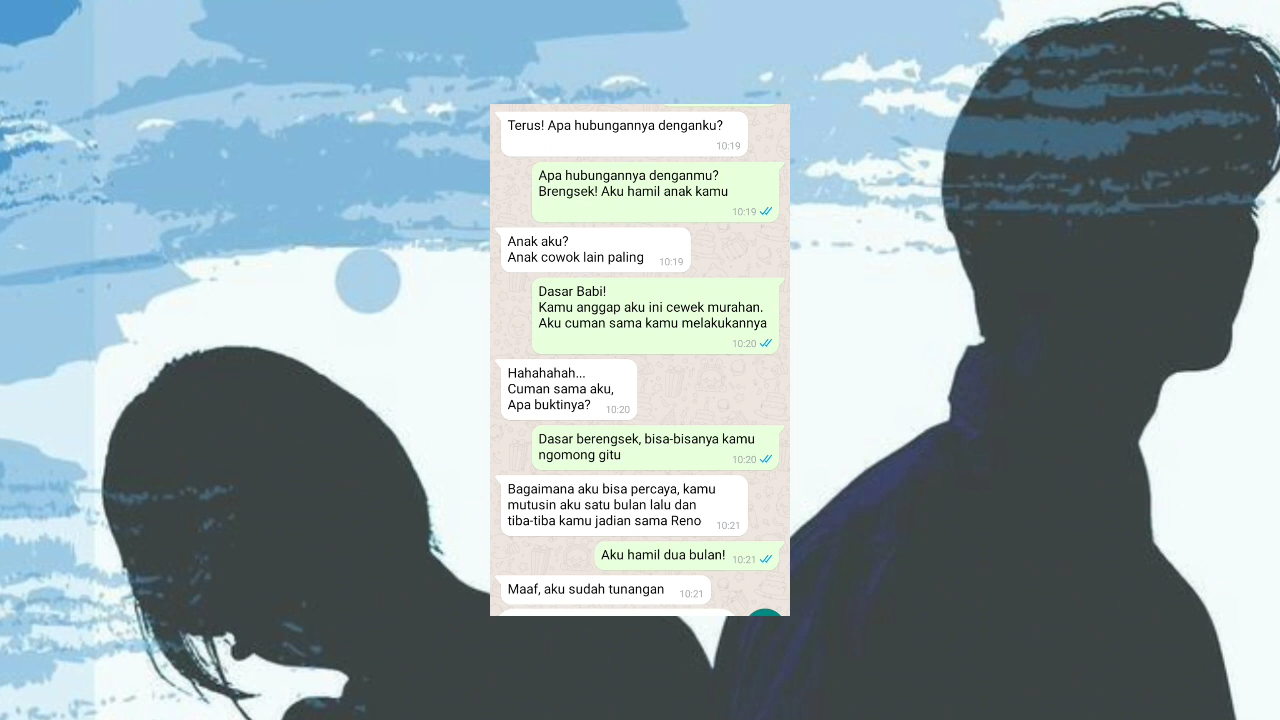 Terus! Apa hubungannya denganku?
10:19
Apa hubungannya denganmu?
Brengsek! Aku hamil anak kamu
10:19
Anak aku?
Anak cowok lain paling
10:19
Dasar Babi!
Kamu anggap aku ini cewek murahan.
Aku cuman sama kamu melakukannya
10:20
Hahahahah...
Cuman sama aku,
Apa buktinya?
10:20
Dasar berengsek, bisa-bisanya kamu
ngomong gitu
10:20
Bagaimana aku bisa percaya, kamu
mutusin aku satu bulan lalu dan
tiba-tiba kamu jadian sama Reno
10:21
Aku hamil dua bulan!
10:21
Maaf, aku sudah tunangan
10:21